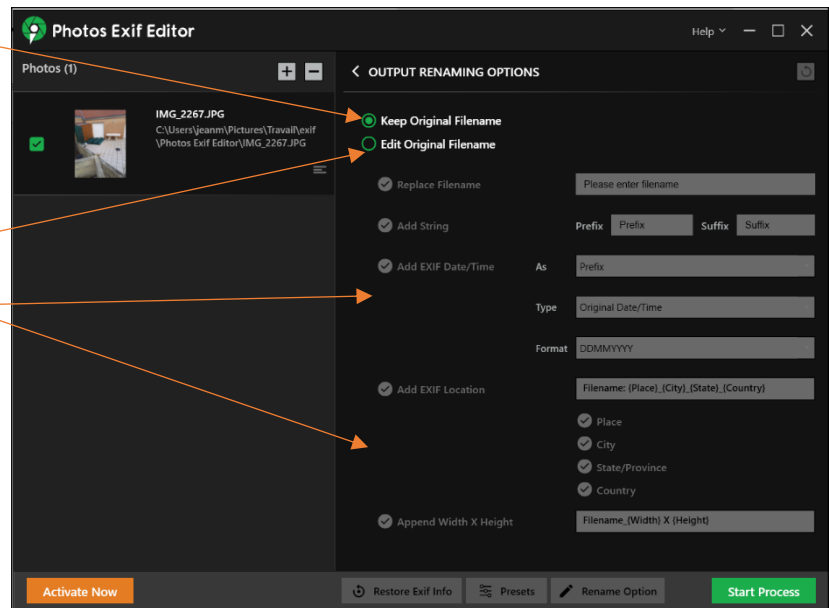 Photos Exif Editor
Help
Photos (1)
OUTPUT RENAMING OPTIONS
IMG_2267.JPG
C:\Users\jeanm\Pictures\Travail\exif
\Photos Exif Editor\IMG_2267.JPG
Keep Original Filename
Edit Original Filename
Replace Filename Please enter filename
Add String Prefix Prefix Suffix Suffix
Add EXIF Date/Time As Prefix
Type Original Date/Time
Format DDMMYYYY
Add EXIF Location Filename: {Place}_{City}_{State}_{Country}
Place
City
State/Province
Country
Append Width X Height Filename_{Width} X {Height}
Activate Now Restore Exif Info Presets Rename Option Start Process